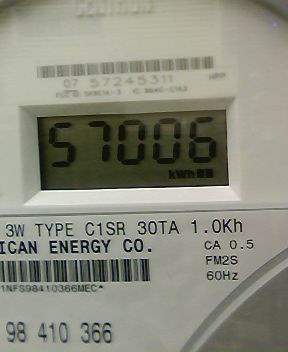 07 57245311 HPP
57006
kWh
3W TYPE C1SR 30TA 1.0Kh
ICAN ENERGY CO. CA 0.5
FM2S
60Hz
1NFS98410366MEC*
98 410 366